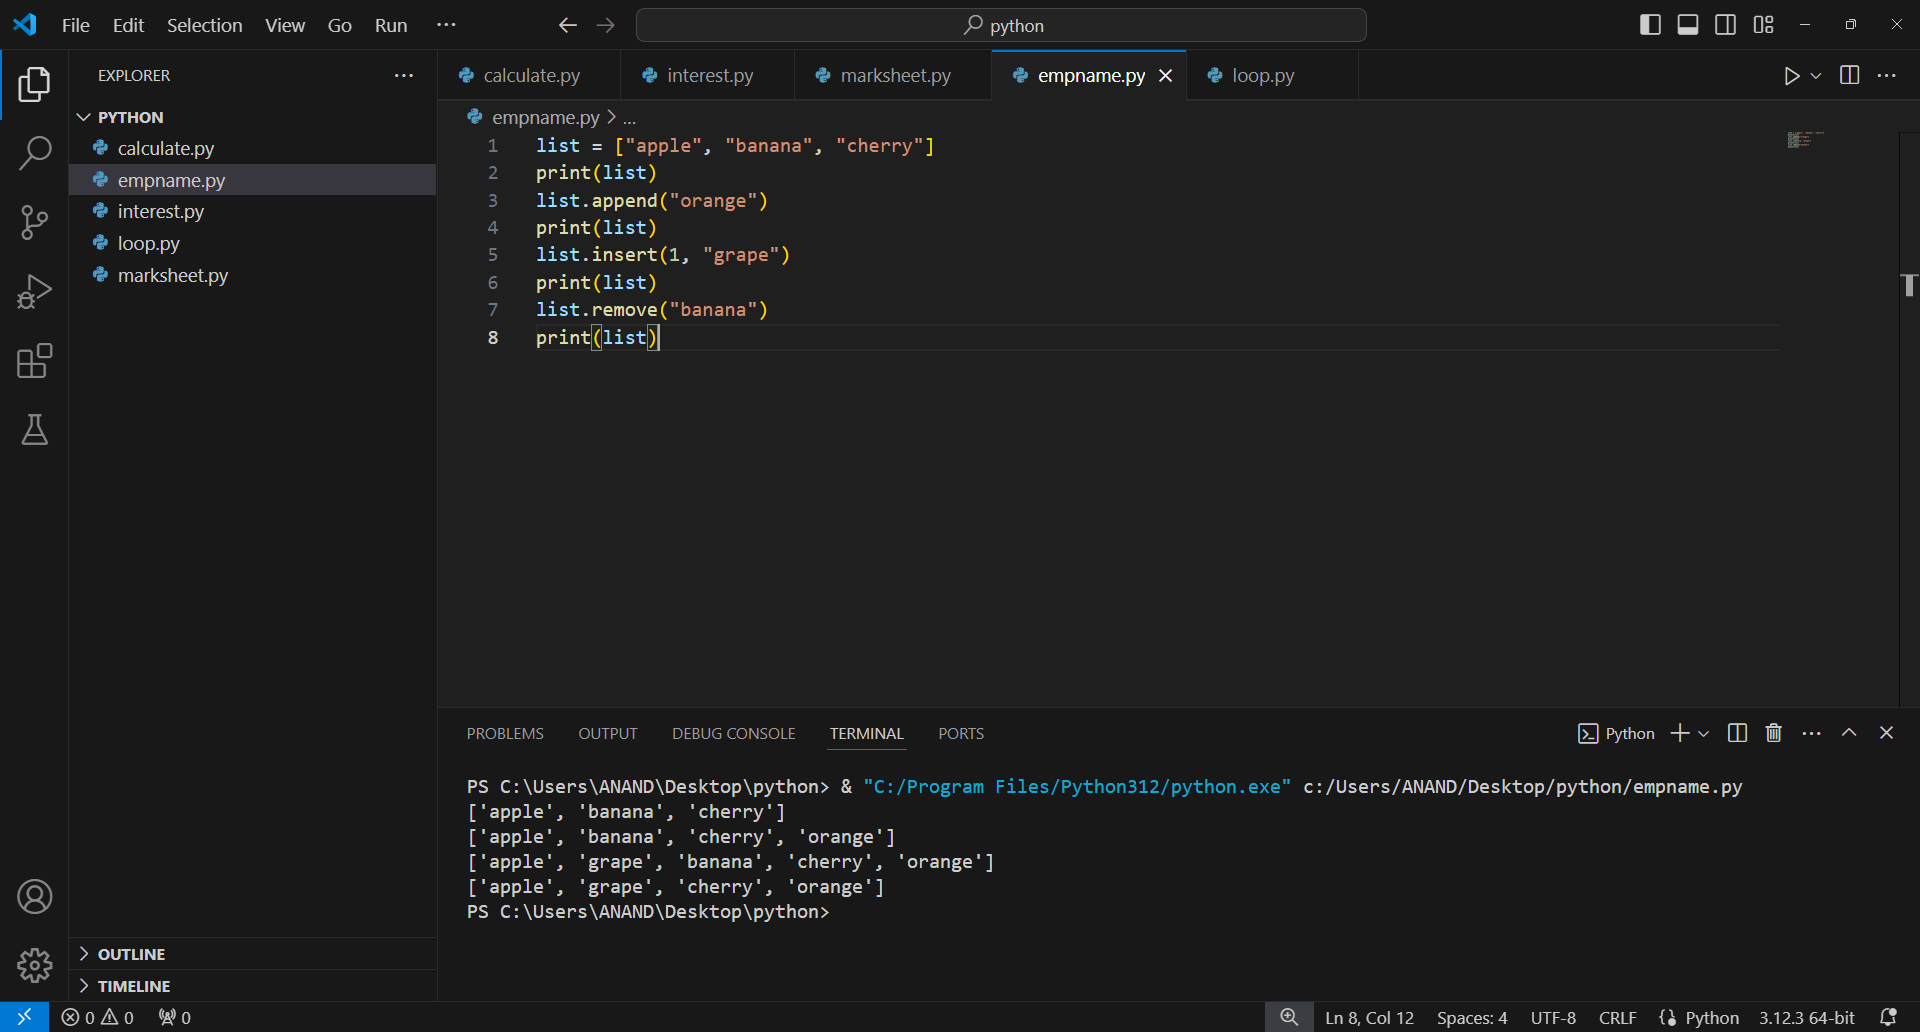 File Edit Selection View Go Run ···
python
EXPLORER ···
PYTHON
calculate.py
empname.py
interest.py
loop.py
marksheet.py
OUTLINE
TIMELINE
calculate.py interest.py marksheet.py empname.py loop.py
empname.py > ...
1 list = ["apple", "banana", "cherry"]
2 print(list)
3 list.append("orange")
4 print(list)
5 list.insert(1, "grape")
6 print(list)
7 list.remove("banana")
8 print(list)
PROBLEMS OUTPUT DEBUG CONSOLE TERMINAL PORTS
Python
PS C:\Users\ANAND\Desktop\python> & "C:/Program Files/Python312/python.exe" c:/Users/ANAND/Desktop/python/empname.py
['apple', 'banana', 'cherry']
['apple', 'banana', 'cherry', 'orange']
['apple', 'grape', 'banana', 'cherry', 'orange']
['apple', 'grape', 'cherry', 'orange']
PS C:\Users\ANAND\Desktop\python>
0 0 0
Ln 8, Col 12 Spaces: 4 UTF-8 CRLF Python 3.12.3 64-bit